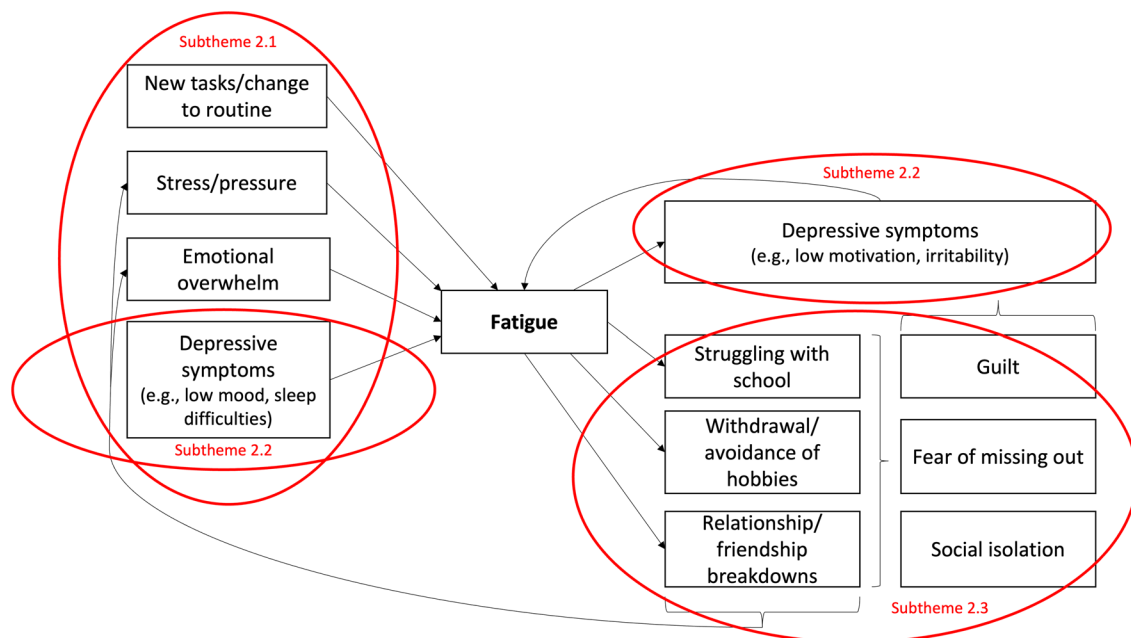 Subtheme 2.1
New tasks/change
to routine
Stress/pressure
Emotional
overwhelm
Depressive
symptoms
(e.g., low mood, sleep
difficulties)
Subtheme 2.2
Fatigue
Subtheme 2.2
Depressive symptoms
(e.g., low motivation, irritability)
Struggling with
school
Withdrawal/
avoidance of
hobbies
Relationship/
friendship
breakdowns
Guilt
Fear of missing out
Social isolation
Subtheme 2.3